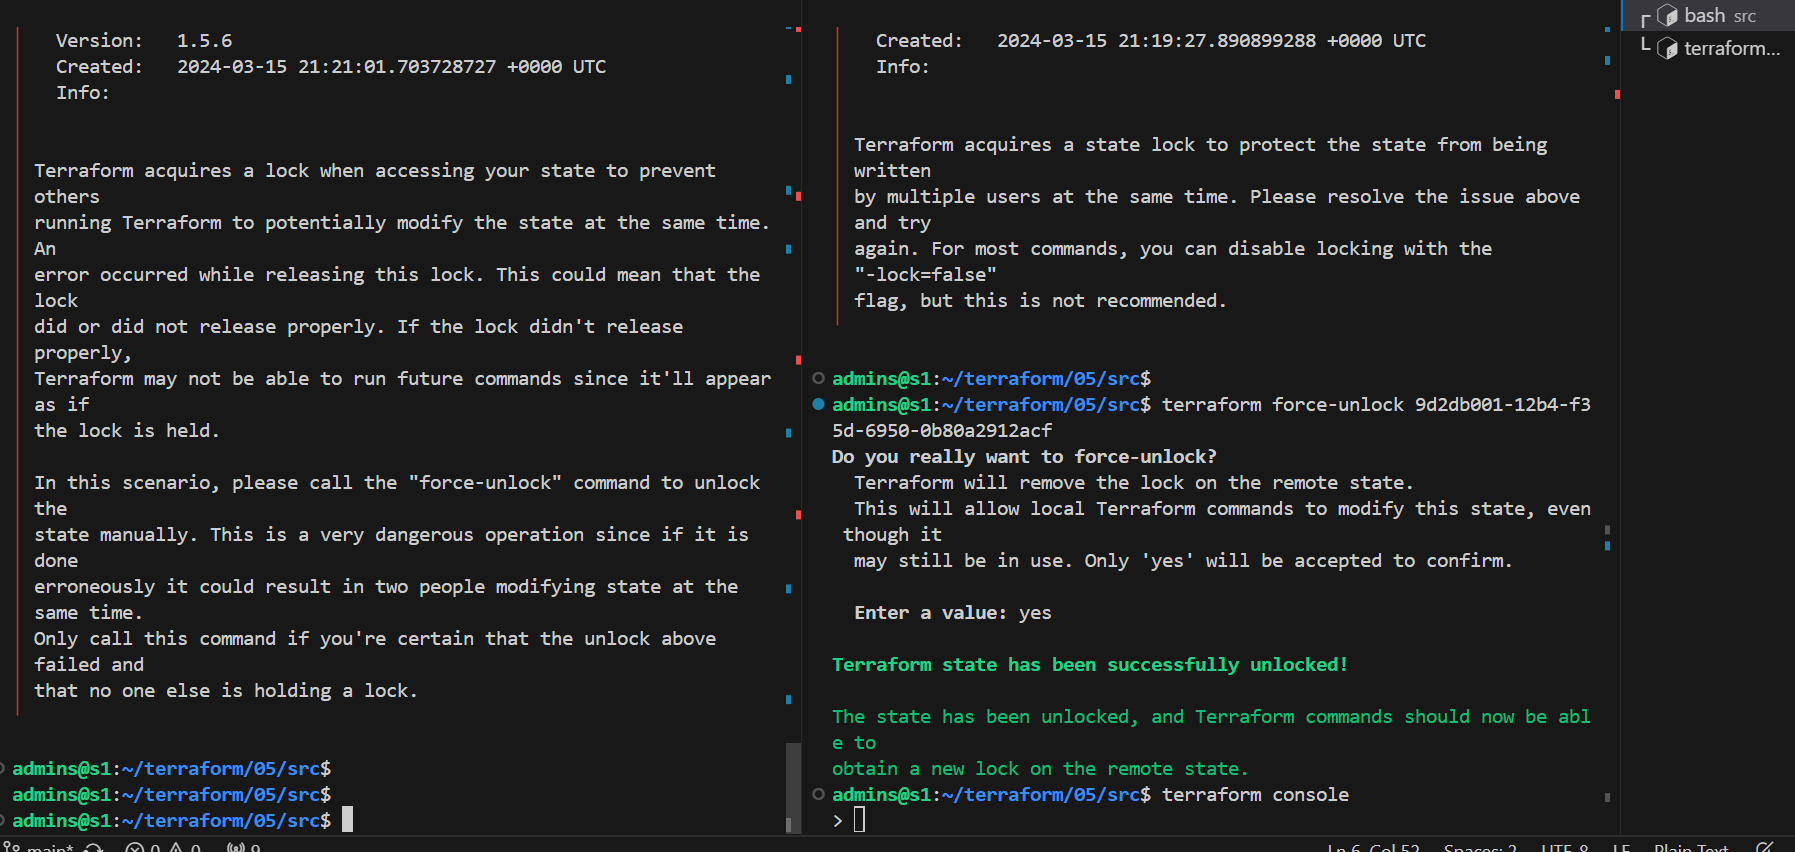 Version:   1.5.6
Created:   2024-03-15 21:21:01.703728727 +0000 UTC
Info:
Terraform acquires a lock when accessing your state to prevent
others
running Terraform to potentially modify the state at the same time.
An
error occurred while releasing this lock. This could mean that the
lock
did or did not release properly. If the lock didn't release
properly,
Terraform may not be able to run future commands since it'll appear
as if
the lock is held.
In this scenario, please call the "force-unlock" command to unlock
the
state manually. This is a very dangerous operation since if it is
done
erroneously it could result in two people modifying state at the
same time.
Only call this command if you're certain that the unlock above
failed and
that no one else is holding a lock.
admins@s1:~/terraform/05/src$
admins@s1:~/terraform/05/src$
admins@s1:~/terraform/05/src$
Created:   2024-03-15 21:19:27.890899288 +0000 UTC
Info:
Terraform acquires a state lock to protect the state from being
written
by multiple users at the same time. Please resolve the issue above
and try
again. For most commands, you can disable locking with the
"-lock=false"
flag, but this is not recommended.
admins@s1:~/terraform/05/src$
admins@s1:~/terraform/05/src$ terraform force-unlock 9d2db001-12b4-f3
5d-6950-0b80a2912acf
Do you really want to force-unlock?
Terraform will remove the lock on the remote state.
This will allow local Terraform commands to modify this state, even
though it
may still be in use. Only 'yes' will be accepted to confirm.
Enter a value: yes
Terraform state has been successfully unlocked!
The state has been unlocked, and Terraform commands should now be abl
e to
obtain a new lock on the remote state.
admins@s1:~/terraform/05/src$ terraform console
>
bash src
terraform...
main* 0 0 9
Ln 6, Col 52 Spaces: 2 UTF-8 LF Plain Text